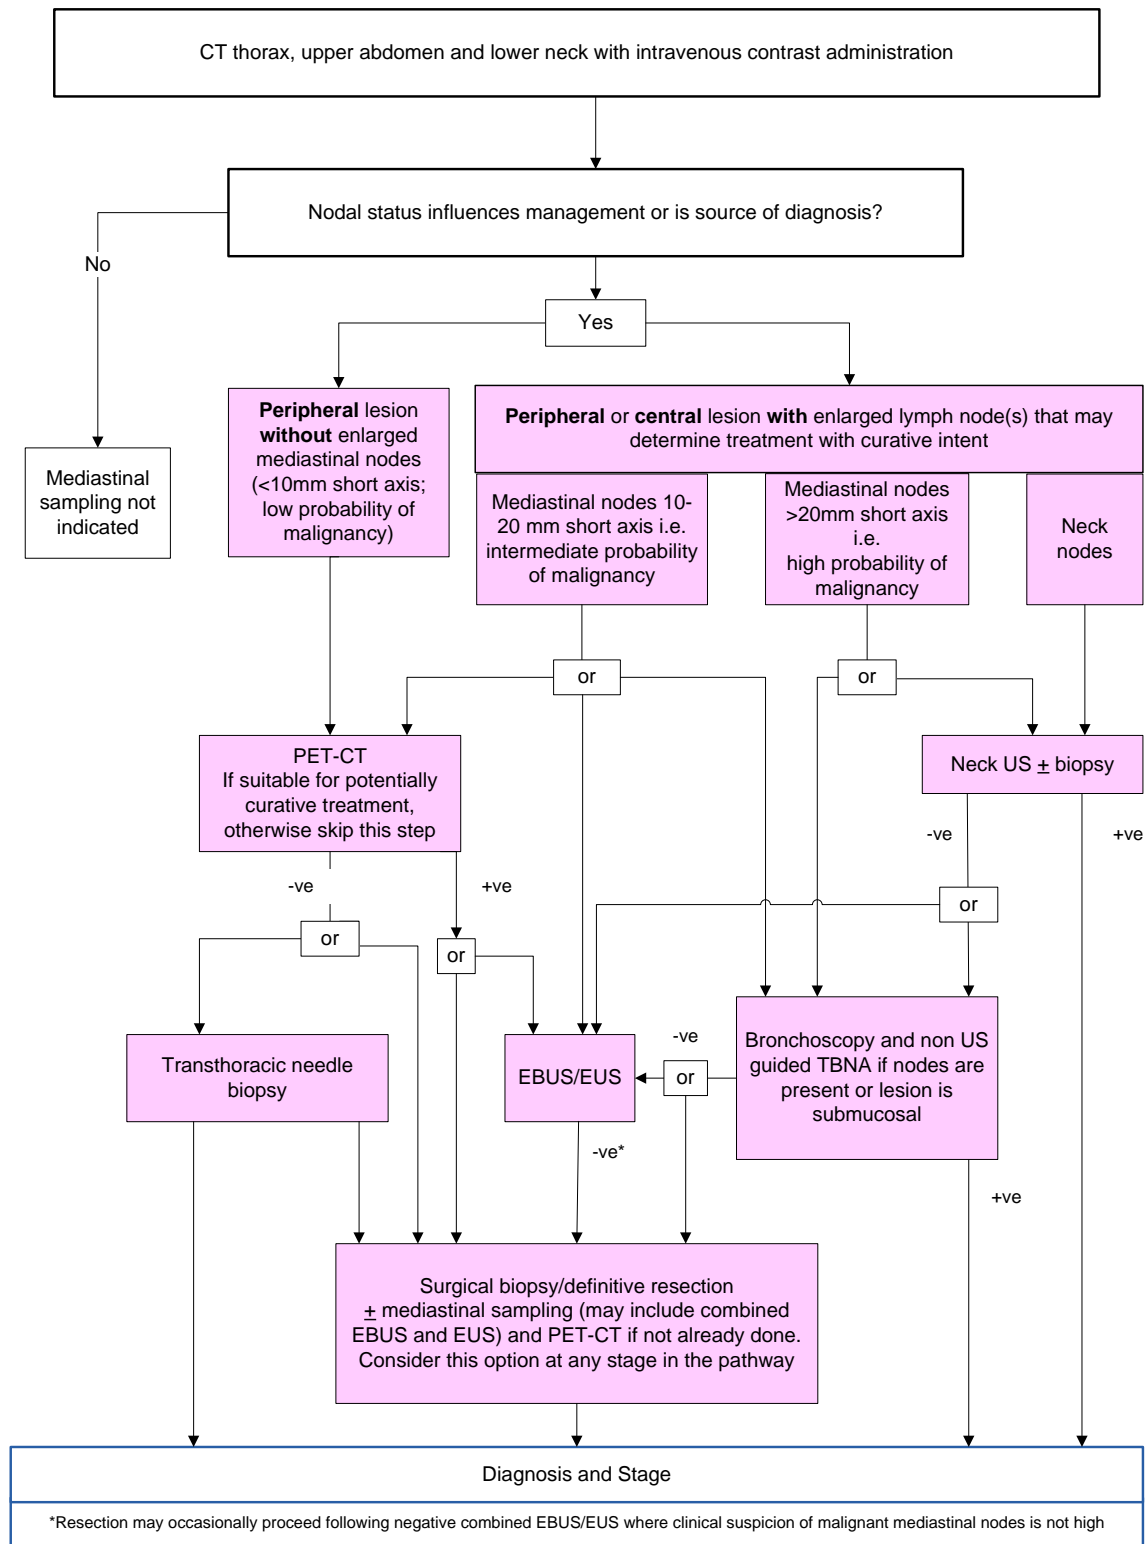 CT thorax, upper abdomen and lower neck with intravenous contrast administration
Nodal status influences management or is source of diagnosis?
No
Yes
Mediastinal
sampling not
indicated
Peripheral lesion
without enlarged
mediastinal nodes
(<10mm short axis;
low probability of
malignancy)
Peripheral or central lesion with enlarged lymph node(s) that may
determine treatment with curative intent
Mediastinal nodes 10-
20 mm short axis i.e.
intermediate probability
of malignancy
Mediastinal nodes
>20mm short axis
i.e.
high probability of
malignancy
Neck
nodes
or
or
PET-CT
If suitable for potentially
curative treatment,
otherwise skip this step
Neck US ± biopsy
-ve
+ve
-ve
+ve
or
or
or
Transthoracic needle
biopsy
EBUS/EUS
-ve
or
Bronchoscopy and non US
guided TBNA if nodes are
present or lesion is
submucosal
-ve*
+ve
Surgical biopsy/definitive resection
± mediastinal sampling (may include combined
EBUS and EUS) and PET-CT if not already done.
Consider this option at any stage in the pathway
Diagnosis and Stage
*Resection may occasionally proceed following negative combined EBUS/EUS where clinical suspicion of malignant mediastinal nodes is not high